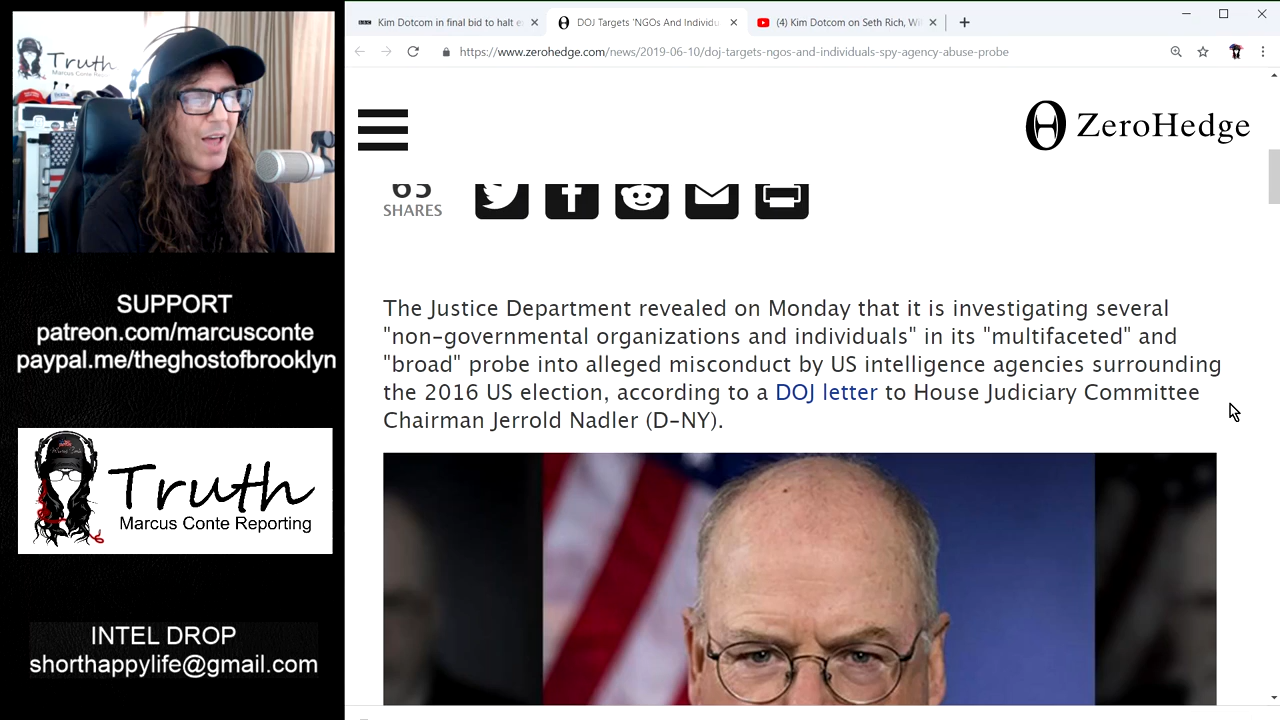 Truth
Marcus Conte Reporting
SUPPORT
patreon.com/marcusconte
paypal.me/theghostofbrooklyn
Truth
Marcus Conte Reporting
INTEL DROP
shorthappylife@gmail.com
Kim Dotcom in final bid to halt e
DOJ Targets 'NGOs And Individu
(4) Kim Dotcom on Seth Rich, Wi
https://www.zerohedge.com/news/2019-06-10/doj-targets-ngos-and-individuals-spy-agency-abuse-probe
ZeroHedge
65
SHARES
The Justice Department revealed on Monday that it is investigating several
"non-governmental organizations and individuals" in its "multifaceted" and
"broad" probe into alleged misconduct by US intelligence agencies surrounding
the 2016 US election, according to a DOJ letter to House Judiciary Committee
Chairman Jerrold Nadler (D-NY).